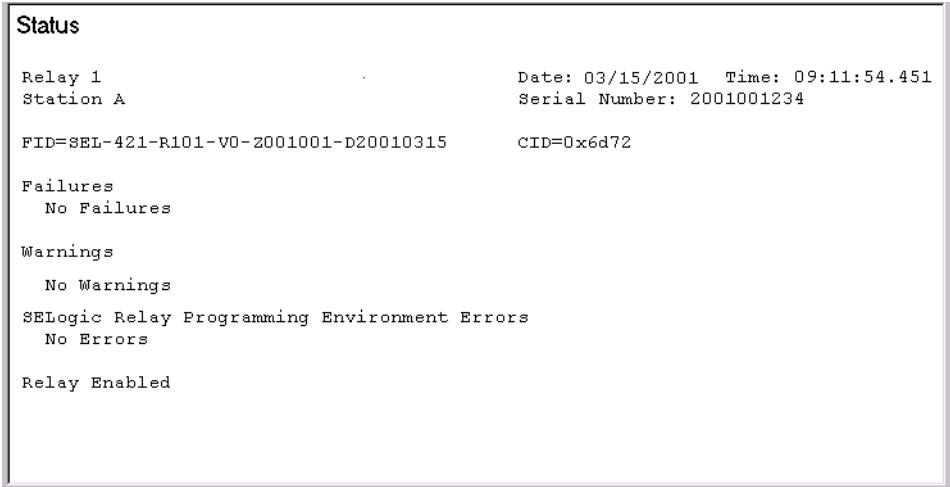 Status
Relay 1 Date: 03/15/2001 Time: 09:11:54.451
Station A Serial Number: 2001001234
FID=SEL-421-R101-V0-Z001001-D20010315 CID=0x6d72
Failures
No Failures
Warnings
No Warnings
SELogic Relay Programming Environment Errors
No Errors
Relay Enabled